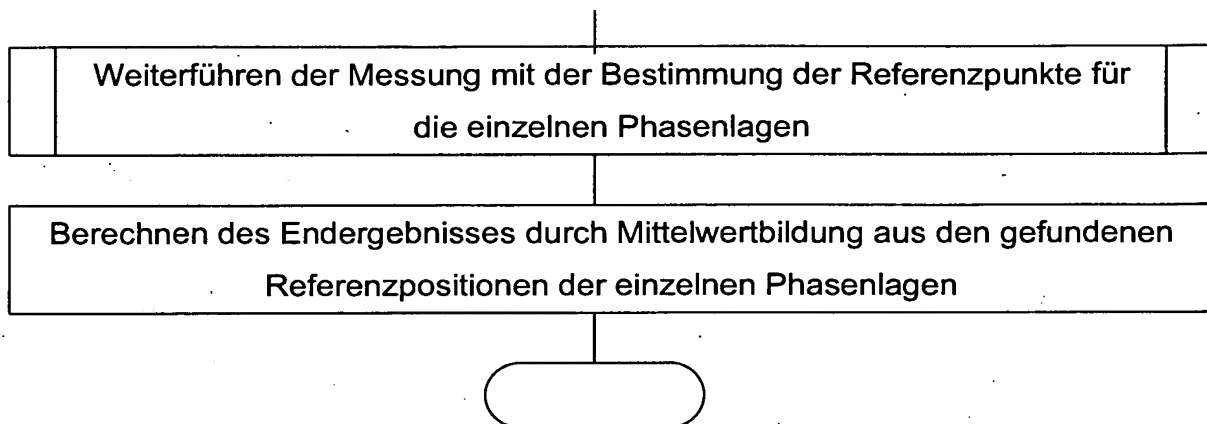 Weiterführen der Messung mit der Bestimmung der Referenzpunkte für
die einzelnen Phasenlagen
Berechnen des Endergebnisses durch Mittelwertbildung aus den gefundenen
Referenzpositionen der einzelnen Phasenlagen